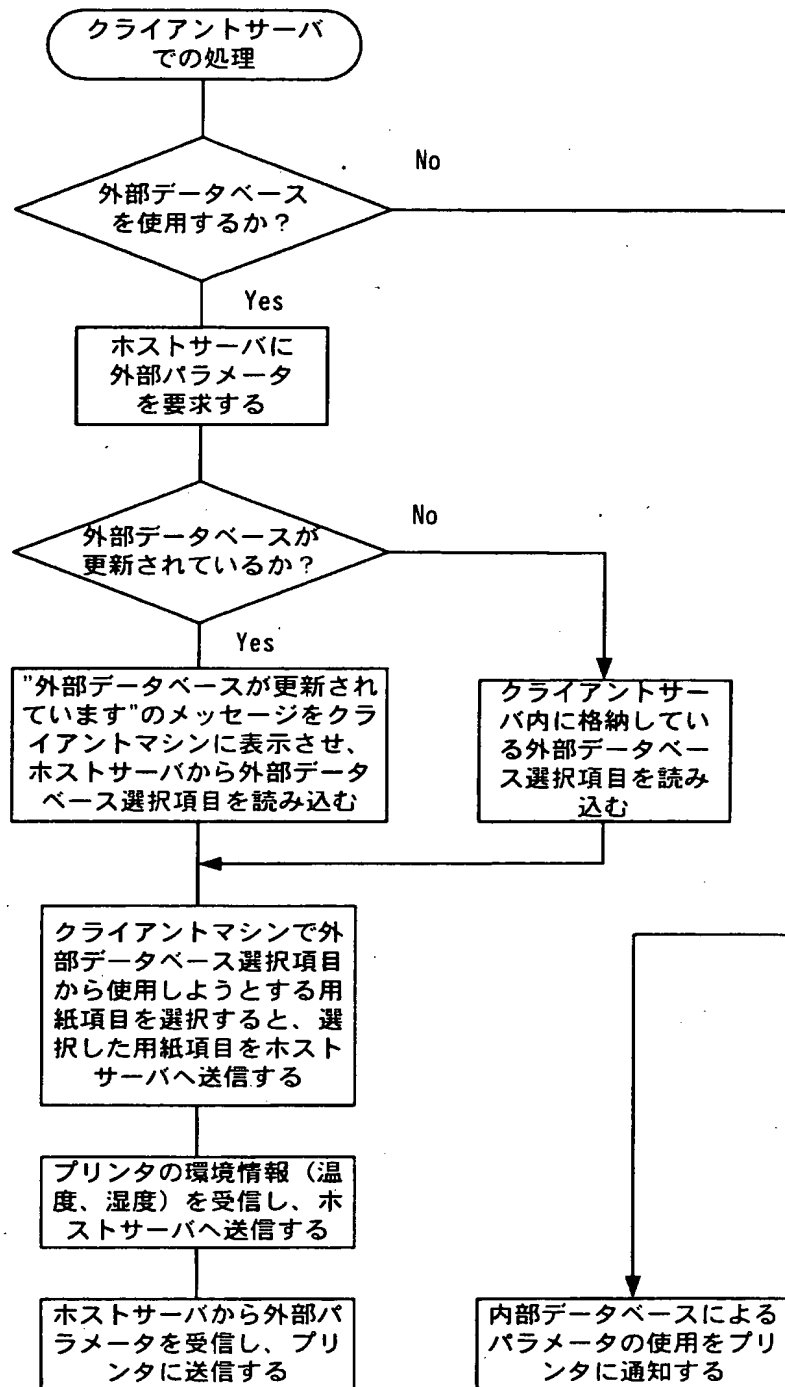 クライアントサーバ
での処理
No
外部データベース
を使用するか？
Yes
ホストサーバに
外部パラメータ
を要求する
No
外部データベースが
更新されているか？
Yes
"外部データベースが更新され
ています"のメッセージをクラ
イアントマシンに表示させ、
ホストサーバから外部データ
ベース選択項目を読み込む
クライアントサー
バ内に格納してい
る外部データベー
ス選択項目を読み
込む
クライアントマシンで外
部データベース選択項目
から使用しようとする用
紙項目を選択すると、選
択した用紙項目をホスト
サーバへ送信する
プリンタの環境情報（温
度、湿度）を受信し、ホ
ストサーバへ送信する
ホストサーバから外部パ
ラメータを受信し、プリ
ンタに送信する
内部データベースによる
パラメータの使用をプリ
ンタに通知する